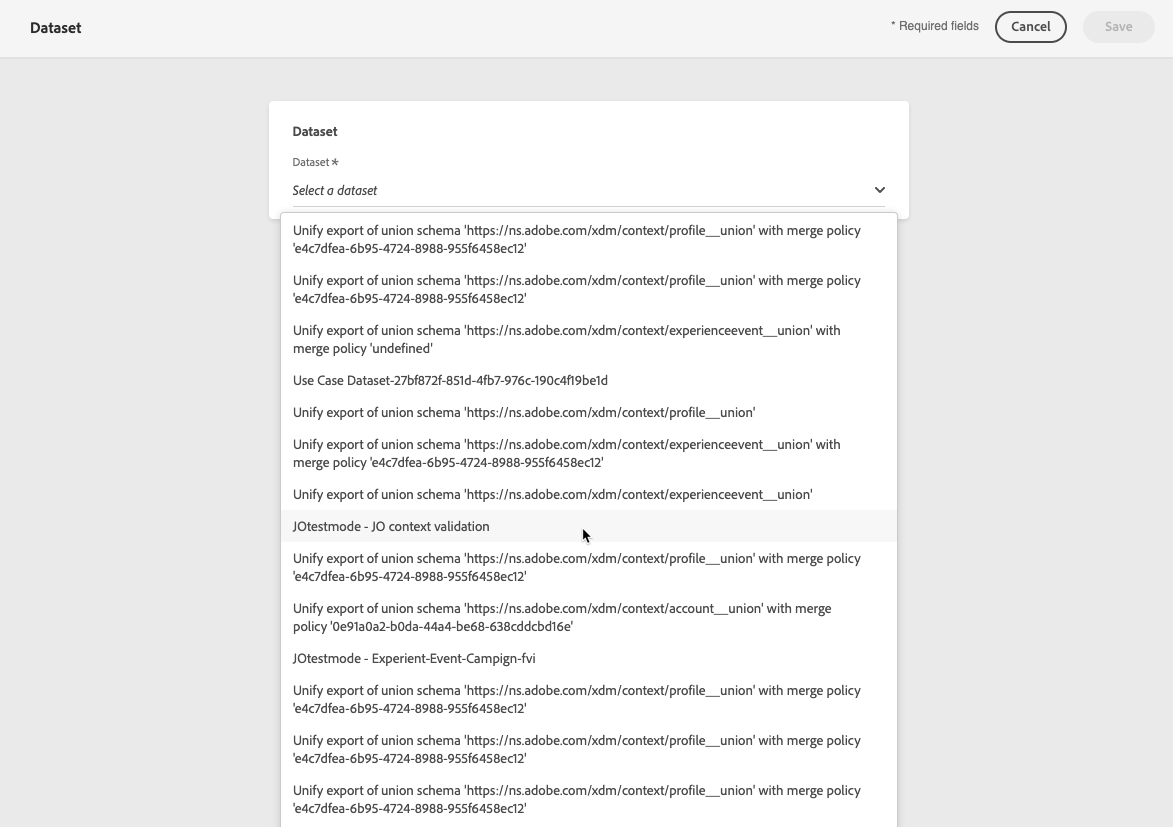 Dataset
* Required fields
Cancel
Save
Dataset
Dataset *
Select a dataset
Unify export of union schema 'https://ns.adobe.com/xdm/context/profile__union' with merge policy
'e4c7dfea-6b95-4724-8988-955f6458ec12'
Unify export of union schema 'https://ns.adobe.com/xdm/context/profile__union' with merge policy
'e4c7dfea-6b95-4724-8988-955f6458ec12'
Unify export of union schema 'https://ns.adobe.com/xdm/context/experienceevent__union' with
merge policy 'undefined'
Use Case Dataset-27bf872f-851d-4fb7-976c-190c4f19be1d
Unify export of union schema 'https://ns.adobe.com/xdm/context/profile__union'
Unify export of union schema 'https://ns.adobe.com/xdm/context/experienceevent__union' with
merge policy 'e4c7dfea-6b95-4724-8988-955f6458ec12'
Unify export of union schema 'https://ns.adobe.com/xdm/context/experienceevent__union'
JOtestmode - JO context validation
Unify export of union schema 'https://ns.adobe.com/xdm/context/profile__union' with merge policy
'e4c7dfea-6b95-4724-8988-955f6458ec12'
Unify export of union schema 'https://ns.adobe.com/xdm/context/account__union' with merge
policy '0e91a0a2-b0da-44a4-be68-638cddcbd16e'
JOtestmode - Experient-Event-Campign-fvi
Unify export of union schema 'https://ns.adobe.com/xdm/context/profile__union' with merge policy
'e4c7dfea-6b95-4724-8988-955f6458ec12'
Unify export of union schema 'https://ns.adobe.com/xdm/context/profile__union' with merge policy
'e4c7dfea-6b95-4724-8988-955f6458ec12'
Unify export of union schema 'https://ns.adobe.com/xdm/context/profile__union' with merge policy
'e4c7dfea-6b95-4724-8988-955f6458ec12'